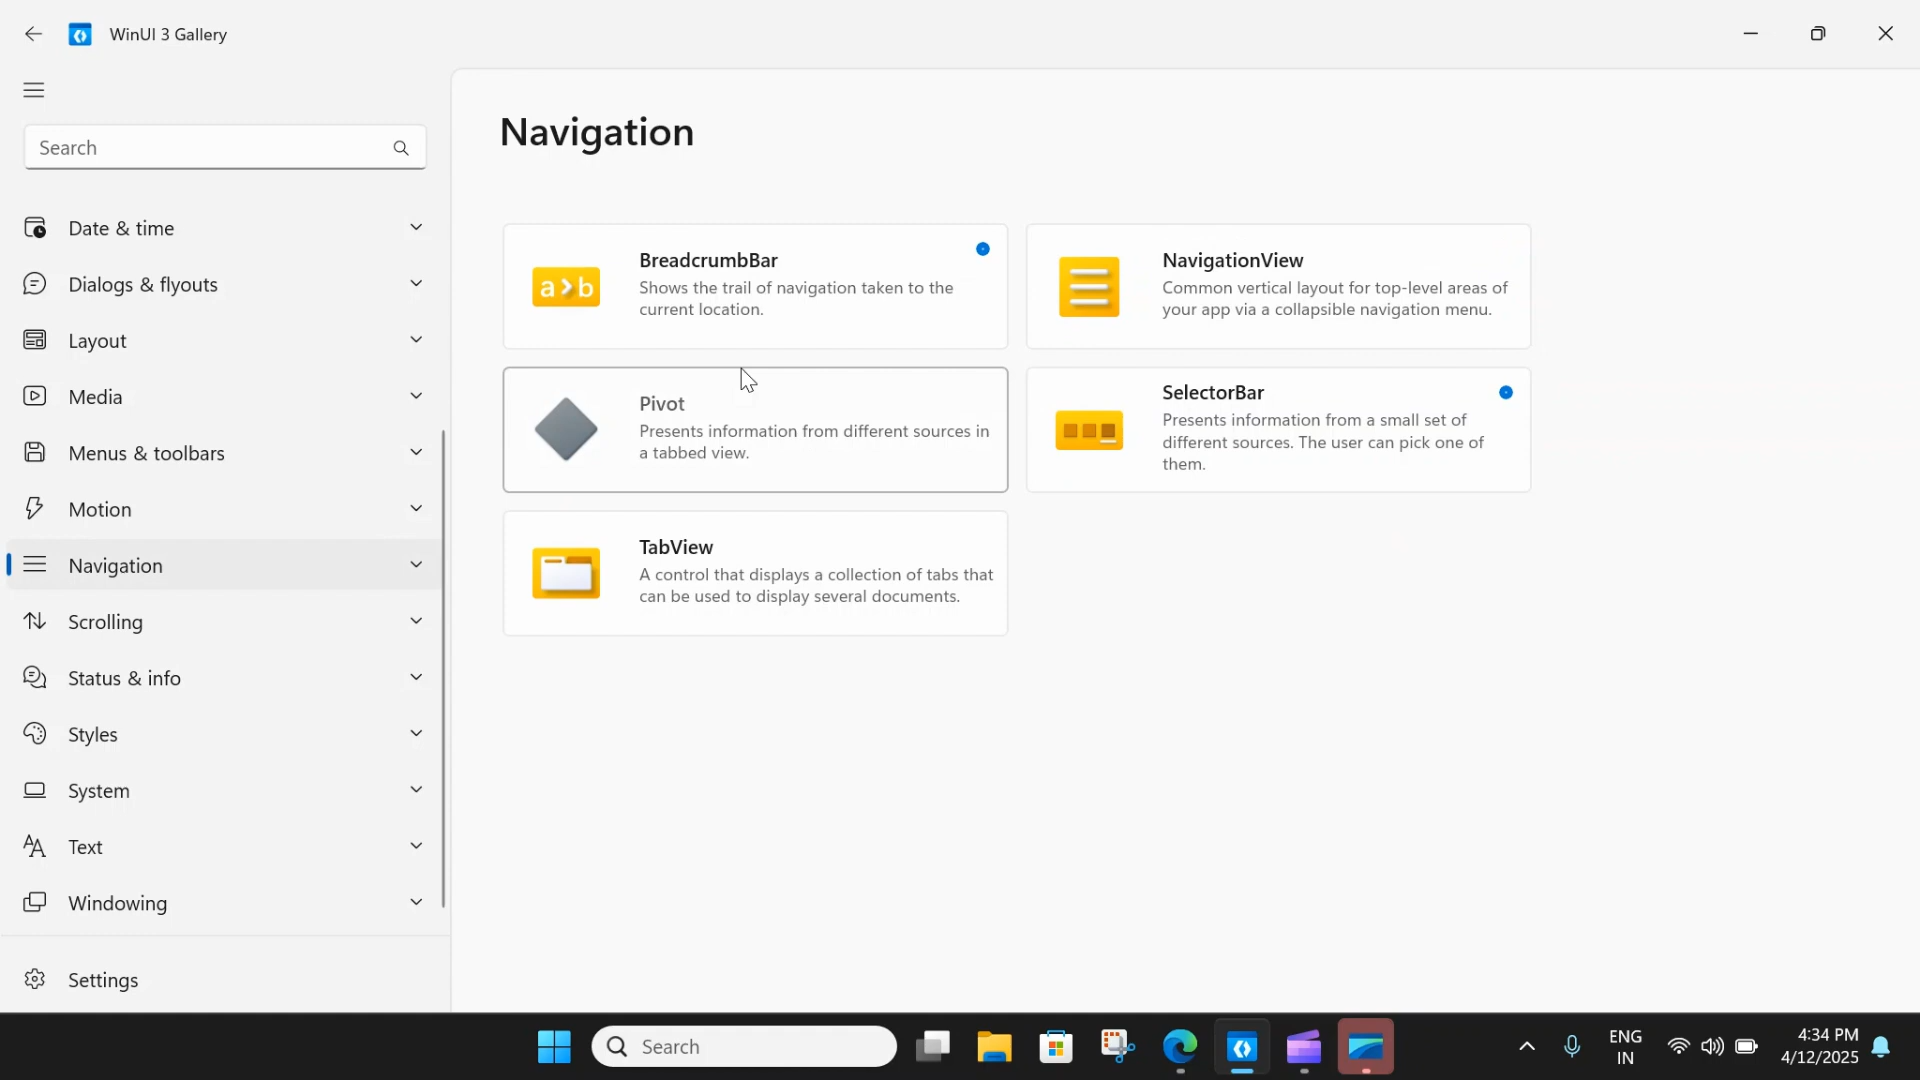 WinUI 3 Gallery
Search
Date & time
Dialogs & flyouts
Layout
Media
Menus & toolbars
Motion
Navigation
Scrolling
Status & info
Styles
System
Text
Windowing
Settings
Navigation
BreadcrumbBar
Shows the trail of navigation taken to the
current location.
a>b
NavigationView
Common vertical layout for top-level areas of
your app via a collapsible navigation menu.
Pivot
Presents information from different sources in
a tabbed view.
SelectorBar
Presents information from a small set of
different sources. The user can pick one of
them.
TabView
A control that displays a collection of tabs that
can be used to display several documents.
Search
ENG
IN
4:34 PM
4/12/2025